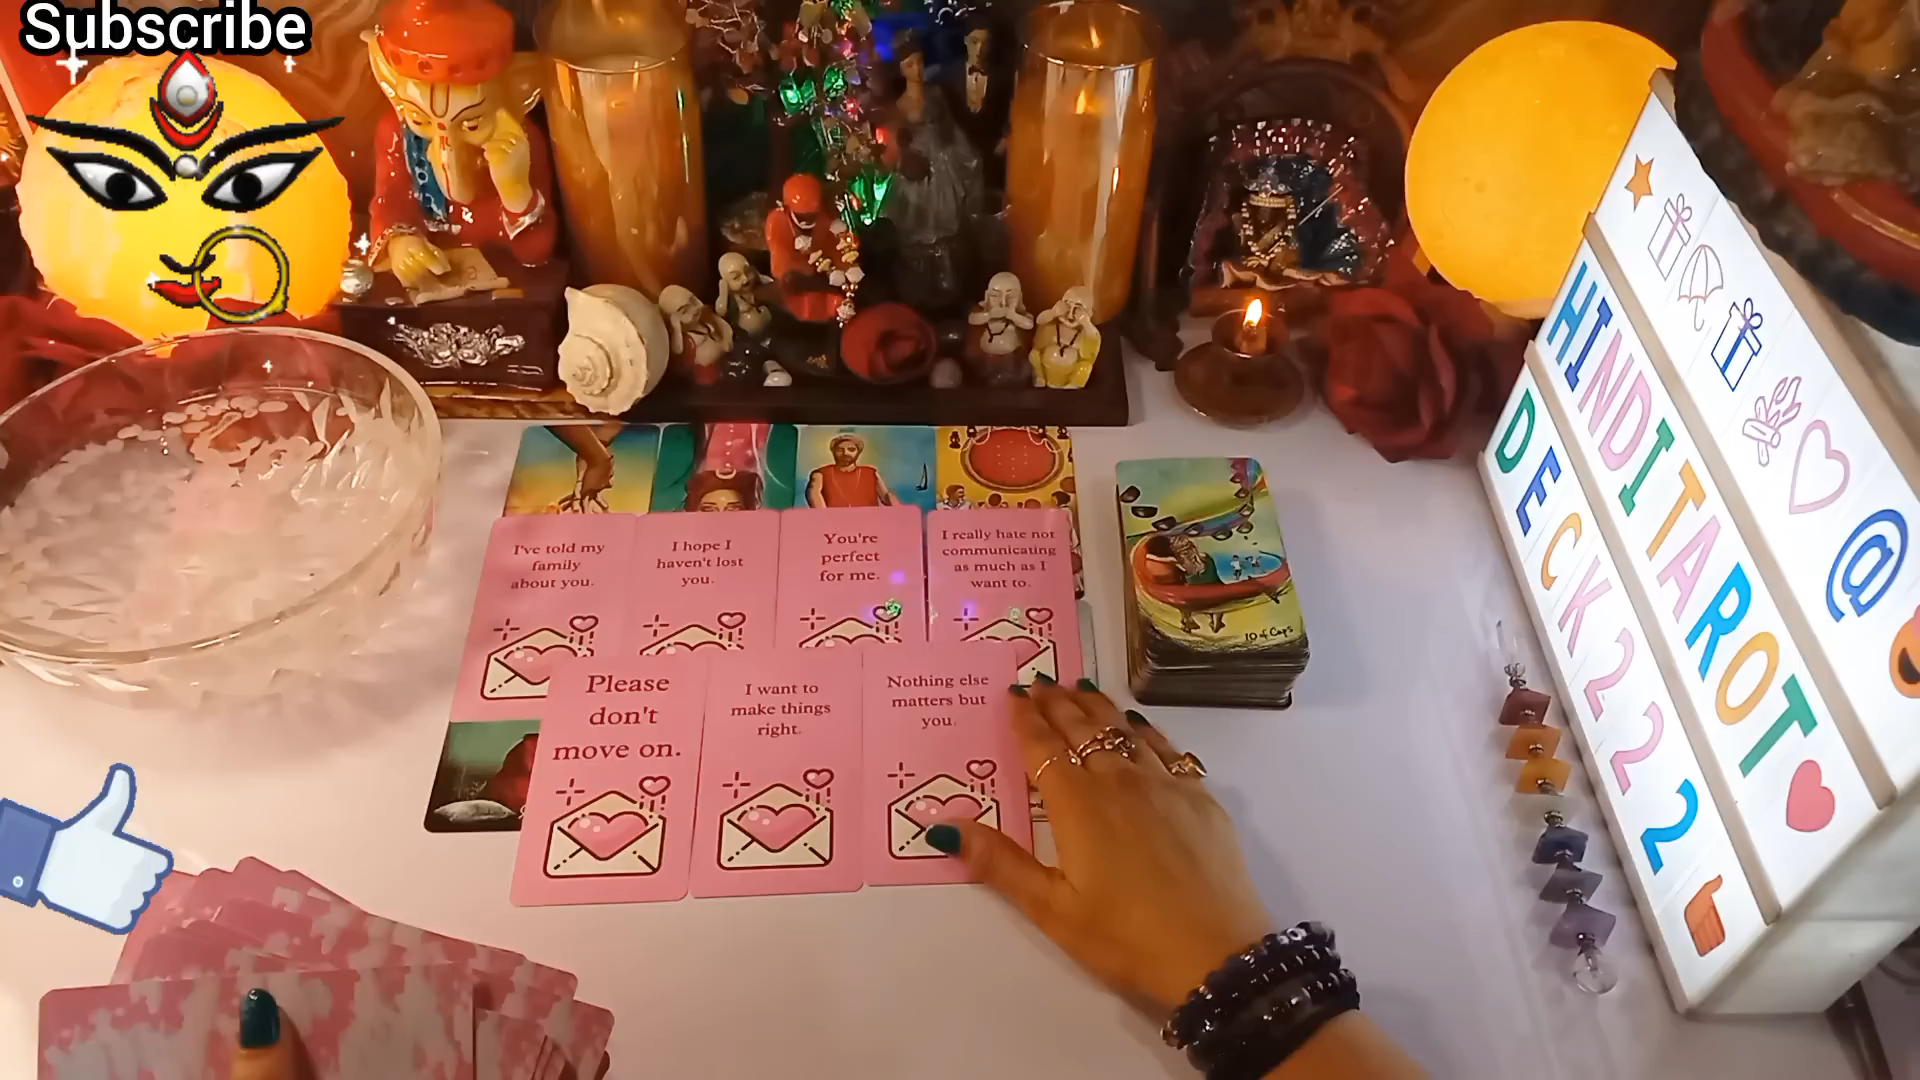 Subscribe
I've told my
family
about you.
I hope I
haven't lost
you.
You're
perfect
for me.
I really hate not
communicating
as much as I
want to.
Please
don't
move on.
I want to
make things
right.
Nothing else
matters but
you.
10 of Cups
@
HINDITAROT
DECK222